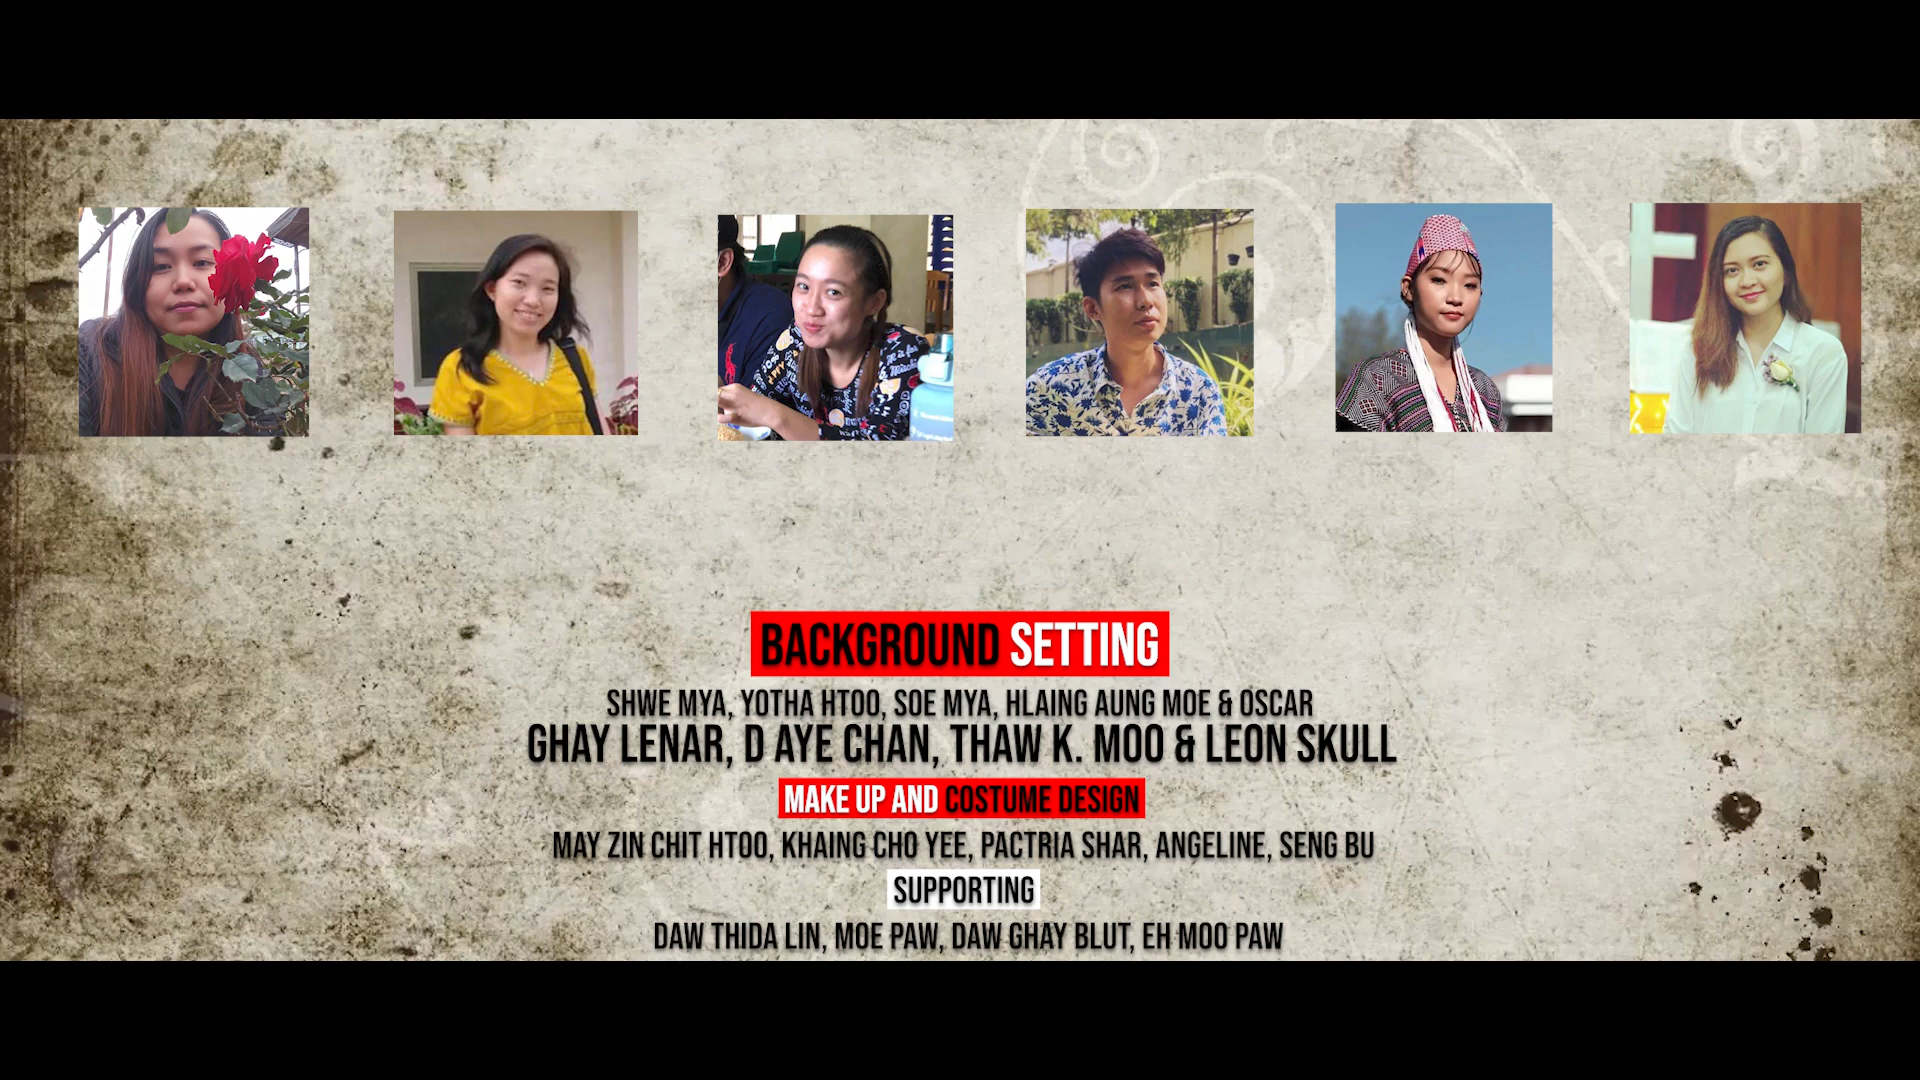 BACKGROUND SETTING
SHWE MYA, YOTHA HTOO, SOE MYA, HLAING AUNG MOE & OSCAR
GHAY LENAR, D AYE CHAN, THAW K. MOO & LEON SKULL
MAKE UP AND COSTUME DESIGN
MAY ZIN CHIT HTOO, KHAING CHO YEE, PACTRIA SHAR, ANGELINE, SENG BU
SUPPORTING
DAW THIDA LIN, MOE PAW, DAW GHAY BLUT, EH MOO PAW